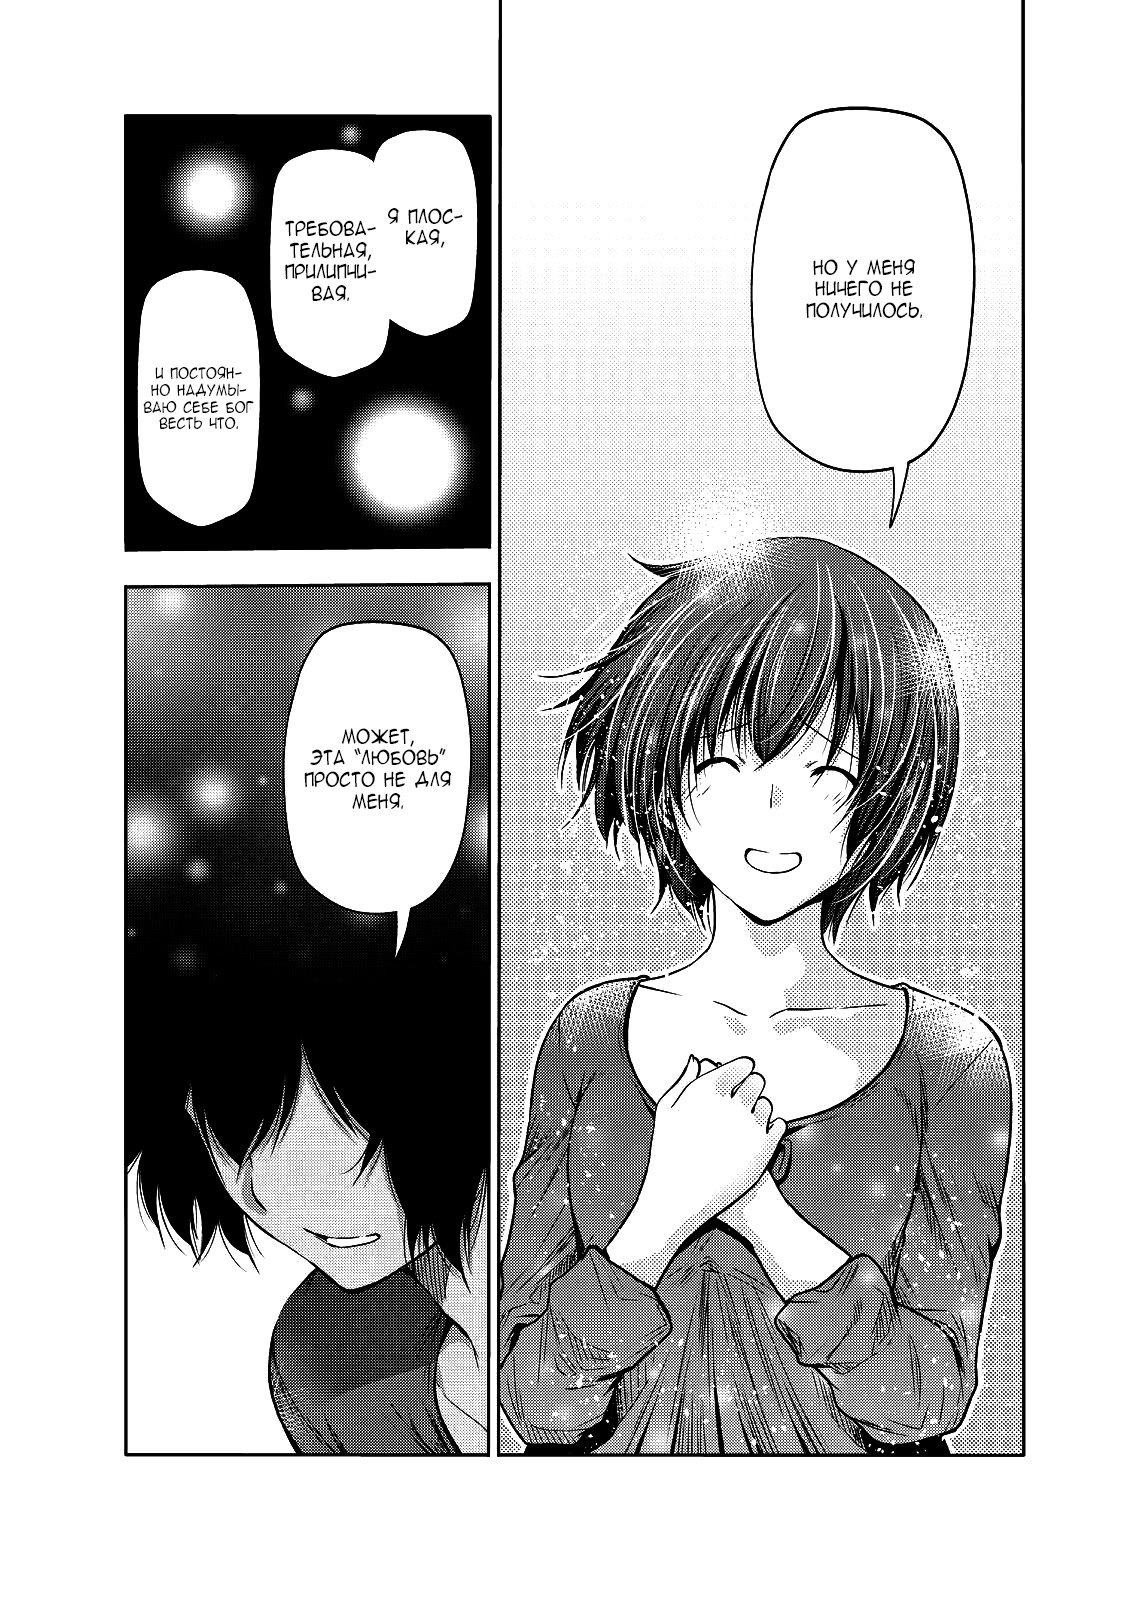 НО У МЕНЯ
НИЧЕГО НЕ
ПОЛУЧИЛОСЬ.
Я ПЛОС-
КАЯ,
ТРЕБОВА-
ТЕЛЬНАЯ,
ПРИЛИПЧИ-
ВАЯ.
И ПОСТОЯН-
НО НАДУМЫ-
ВАЮ СЕБЕ БОГ
ВЕСТЬ ЧТО.
МОЖЕТ,
ЭТА "ЛЮБОВЬ"
ПРОСТО НЕ ДЛЯ
МЕНЯ.